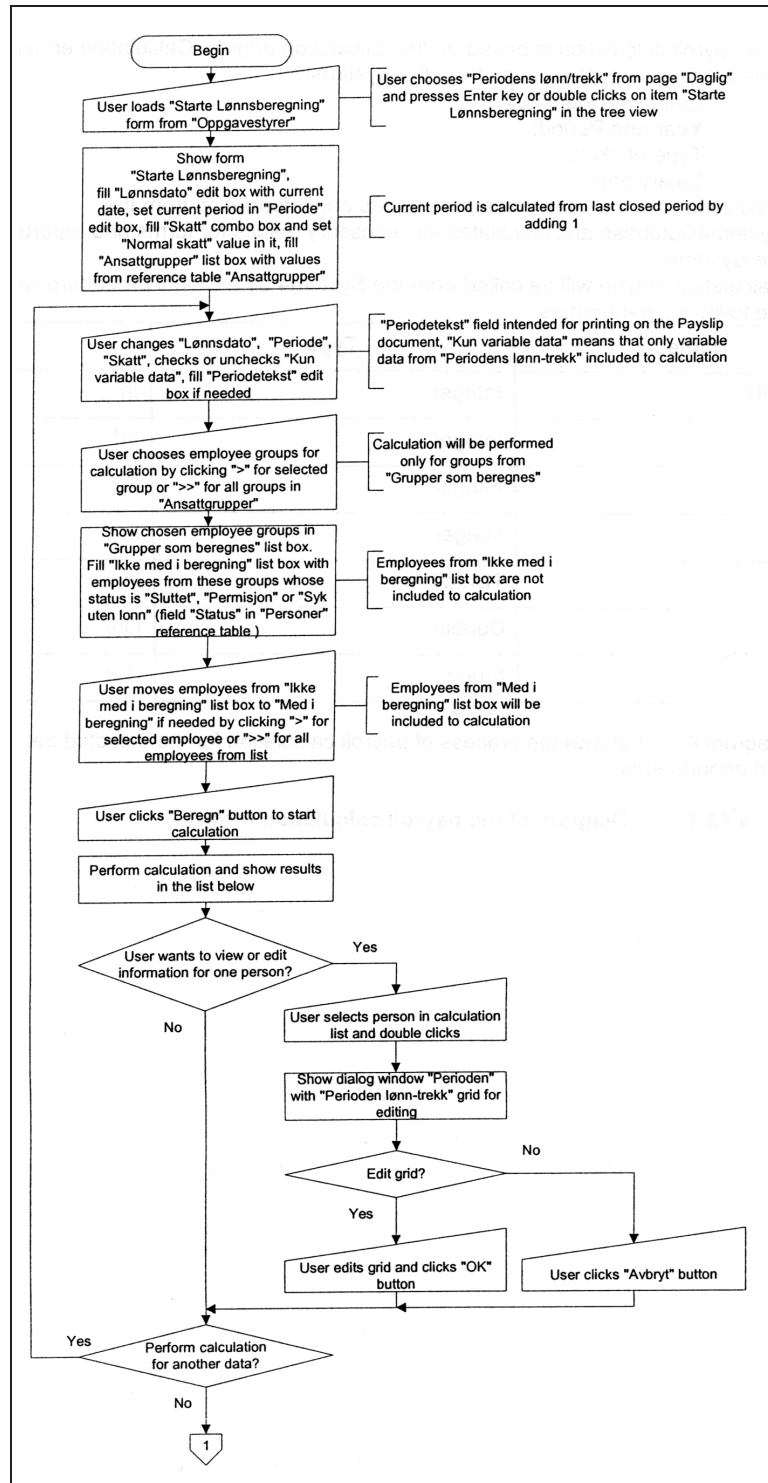 Begin
User loads "Starte Lønnsberegning"
form from "Oppgavestyrer"
User chooses "Periodens lønn/trekk" from page "Daglig"
and presses Enter key or double clicks on item "Starte
Lønnsberegning" in the tree view
Show form
"Starte Lønnsberegning",
fill "Lønnsdato" edit box with current
date, set current period in "Periode"
edit box, fill "Skatt" combo box and set
"Normal skatt" value in it, fill
"Ansattgrupper" list box with values
from reference table "Ansattgrupper"
Current period is calculated from last closed period by
adding 1
User changes "Lønnsdato", "Periode",
"Skatt", checks or unchecks "Kun
variable data", fill "Periodetekst" edit
box if needed
"Periodetekst" field intended for printing on the Payslip
document, "Kun variable data" means that only variable
data from "Periodens lønn-trekk" included to calculation
User chooses employee groups for
calculation by clicking ">" for selected
group or ">>" for all groups in
"Ansattgrupper"
Calculation will be performed
only for groups from
"Grupper som beregnes"
Show chosen employee groups in
"Grupper som beregnes" list box.
Fill "Ikke med i beregning" list box with
employees from these groups whose
status is "Sluttet", "Permisjon" or "Syk
uten lonn" (field "Status" in "Personer"
reference table )
Employees from "Ikke med i
beregning" list box are not
included to calculation
User moves employees from "Ikke
med i beregning" list box to "Med i
beregning" if needed by clicking ">" for
selected employee or ">>" for all
employees from list
Employees from "Med i
beregning" list box will be
included to calculation
User clicks "Beregn" button to start
calculation
Perform calculation and show results
in the list below
User wants to view or edit
information for one person?
Yes
No
User selects person in calculation
list and double clicks
Show dialog window "Perioden"
with "Perioden lønn-trekk" grid for
editing
Edit grid?
No
Yes
User edits grid and clicks "OK"
button
User clicks "Avbryt" button
Yes
Perform calculation
for another data?
No
1